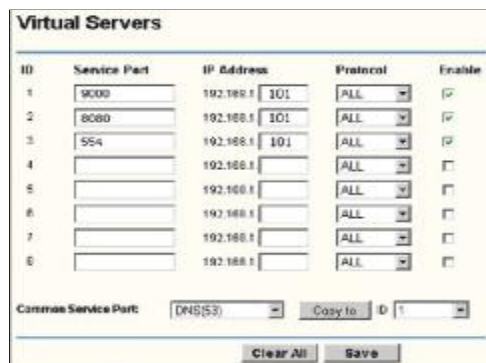 Virtual Servers
ID Service Port IP Address Protocol Enable
1 9000 192.168.1. 101 ALL
2 8080 192.168.1. 101 ALL
3 554 192.168.1. 101 ALL
4 192.168.1. ALL
5 192.168.1. ALL
6 192.168.1. ALL
7 192.168.1. ALL
8 192.168.1. ALL
Common Service Port: DNS(53) Copy to ID 1
Clear All Save